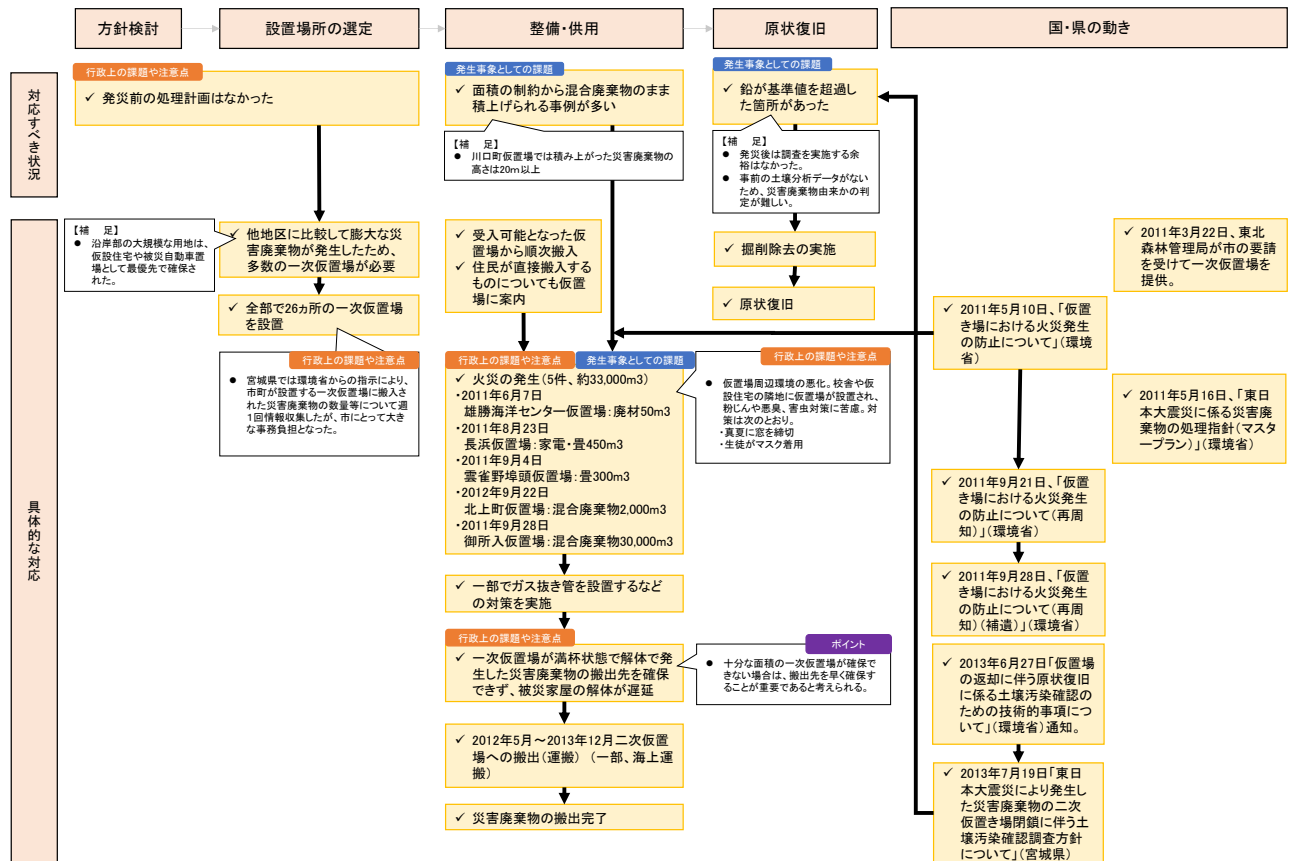 方針検討
設置場所の選定
整備・供用
原状復旧
国・県の動き
対応すべき状況
行政上の課題や注意点
✓ 発災前の処理計画はなかった
発生事象としての課題
✓ 面積の制約から混合廃棄物のまま
積上げられる事例が多い
【補　足】
● 川口町仮置場では積み上がった災害廃棄物の
高さは20m以上
発生事象としての課題
✓ 鉛が基準値を超過し
た箇所があった
【補　足】
● 発災後は調査を実施する余
裕はなかった。
● 事前の土壌分析データがない
ため、災害廃棄物由来かの判
定が難しい。
具体的な対応
【補　足】
● 沿岸部の大規模な用地は、
仮設住宅や被災自動車置
場として最優先で確保さ
れた。
✓ 他地区に比較して膨大な災
害廃棄物が発生したため、
多数の一次仮置場が必要
✓ 全部で26ヵ所の一次仮置場
を設置
行政上の課題や注意点
● 宮城県では環境省からの指示により、
市町が設置する一次仮置場に搬入さ
れた災害廃棄物の数量等について週
1回情報収集したが、市にとって大き
な事務負担となった。
✓ 受入可能となった仮
置場から順次搬入
✓ 住民が直接搬入する
ものについても仮置
場に案内
行政上の課題や注意点
発生事象としての課題
✓ 火災の発生(5件、約33,000m3)
・2011年6月7日
雄勝海洋センター仮置場:廃材50m3
・2011年8月23日
長浜仮置場:家電・畳450m3
・2011年9月4日
雲雀野埠頭仮置場:畳300m3
・2012年9月22日
北上町仮置場:混合廃棄物2,000m3
・2011年9月28日
御所入仮置場:混合廃棄物30,000m3
行政上の課題や注意点
● 仮置場周辺環境の悪化。校舎や仮
設住宅の隣地に仮置場が設置され、
粉じんや悪臭、害虫対策に苦慮。対
策は次のとおり。
・真夏に窓を締切
・生徒がマスク着用
✓ 一部でガス抜き管を設置するなど
の対策を実施
行政上の課題や注意点
✓ 一次仮置場が満杯状態で解体で発
生した災害廃棄物の搬出先を確保
できず、被災家屋の解体が遅延
ポイント
● 十分な面積の一次仮置場が確保で
きない場合は、搬出先を早く確保す
ることが重要であると考えられる。
✓ 2012年5月～2013年12月二次仮置
場への搬出(運搬) (一部、海上運
搬)
✓ 災害廃棄物の搬出完了
✓ 掘削除去の実施
✓ 原状復旧
✓ 2011年3月22日、東北
森林管理局が市の要請
を受けて一次仮置場を
提供。
✓ 2011年5月10日、「仮置
き場における火災発生
の防止について」(環境
省)
✓ 2011年5月16日、「東日
本大震災に係る災害廃
棄物の処理指針(マスタ
ープラン)」(環境省)
✓ 2011年9月21日、「仮置
き場における火災発生
の防止について(再周
知)」(環境省)
✓ 2011年9月28日、「仮置
き場における火災発生
の防止について(再周
知)(補遺)」(環境省)
✓ 2013年6月27日「仮置場
の返却に伴う原状復旧
に係る土壌汚染確認の
ための技術的事項につ
いて」(環境省)通知。
✓ 2013年7月19日「東日
本大震災により発生し
た災害廃棄物の二次
仮置き場閉鎖に伴う土
壌汚染確認調査方針
について」(宮城県)